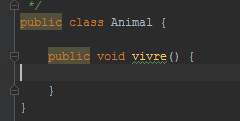 */
public class Animal {
public void vivre() {
}
}